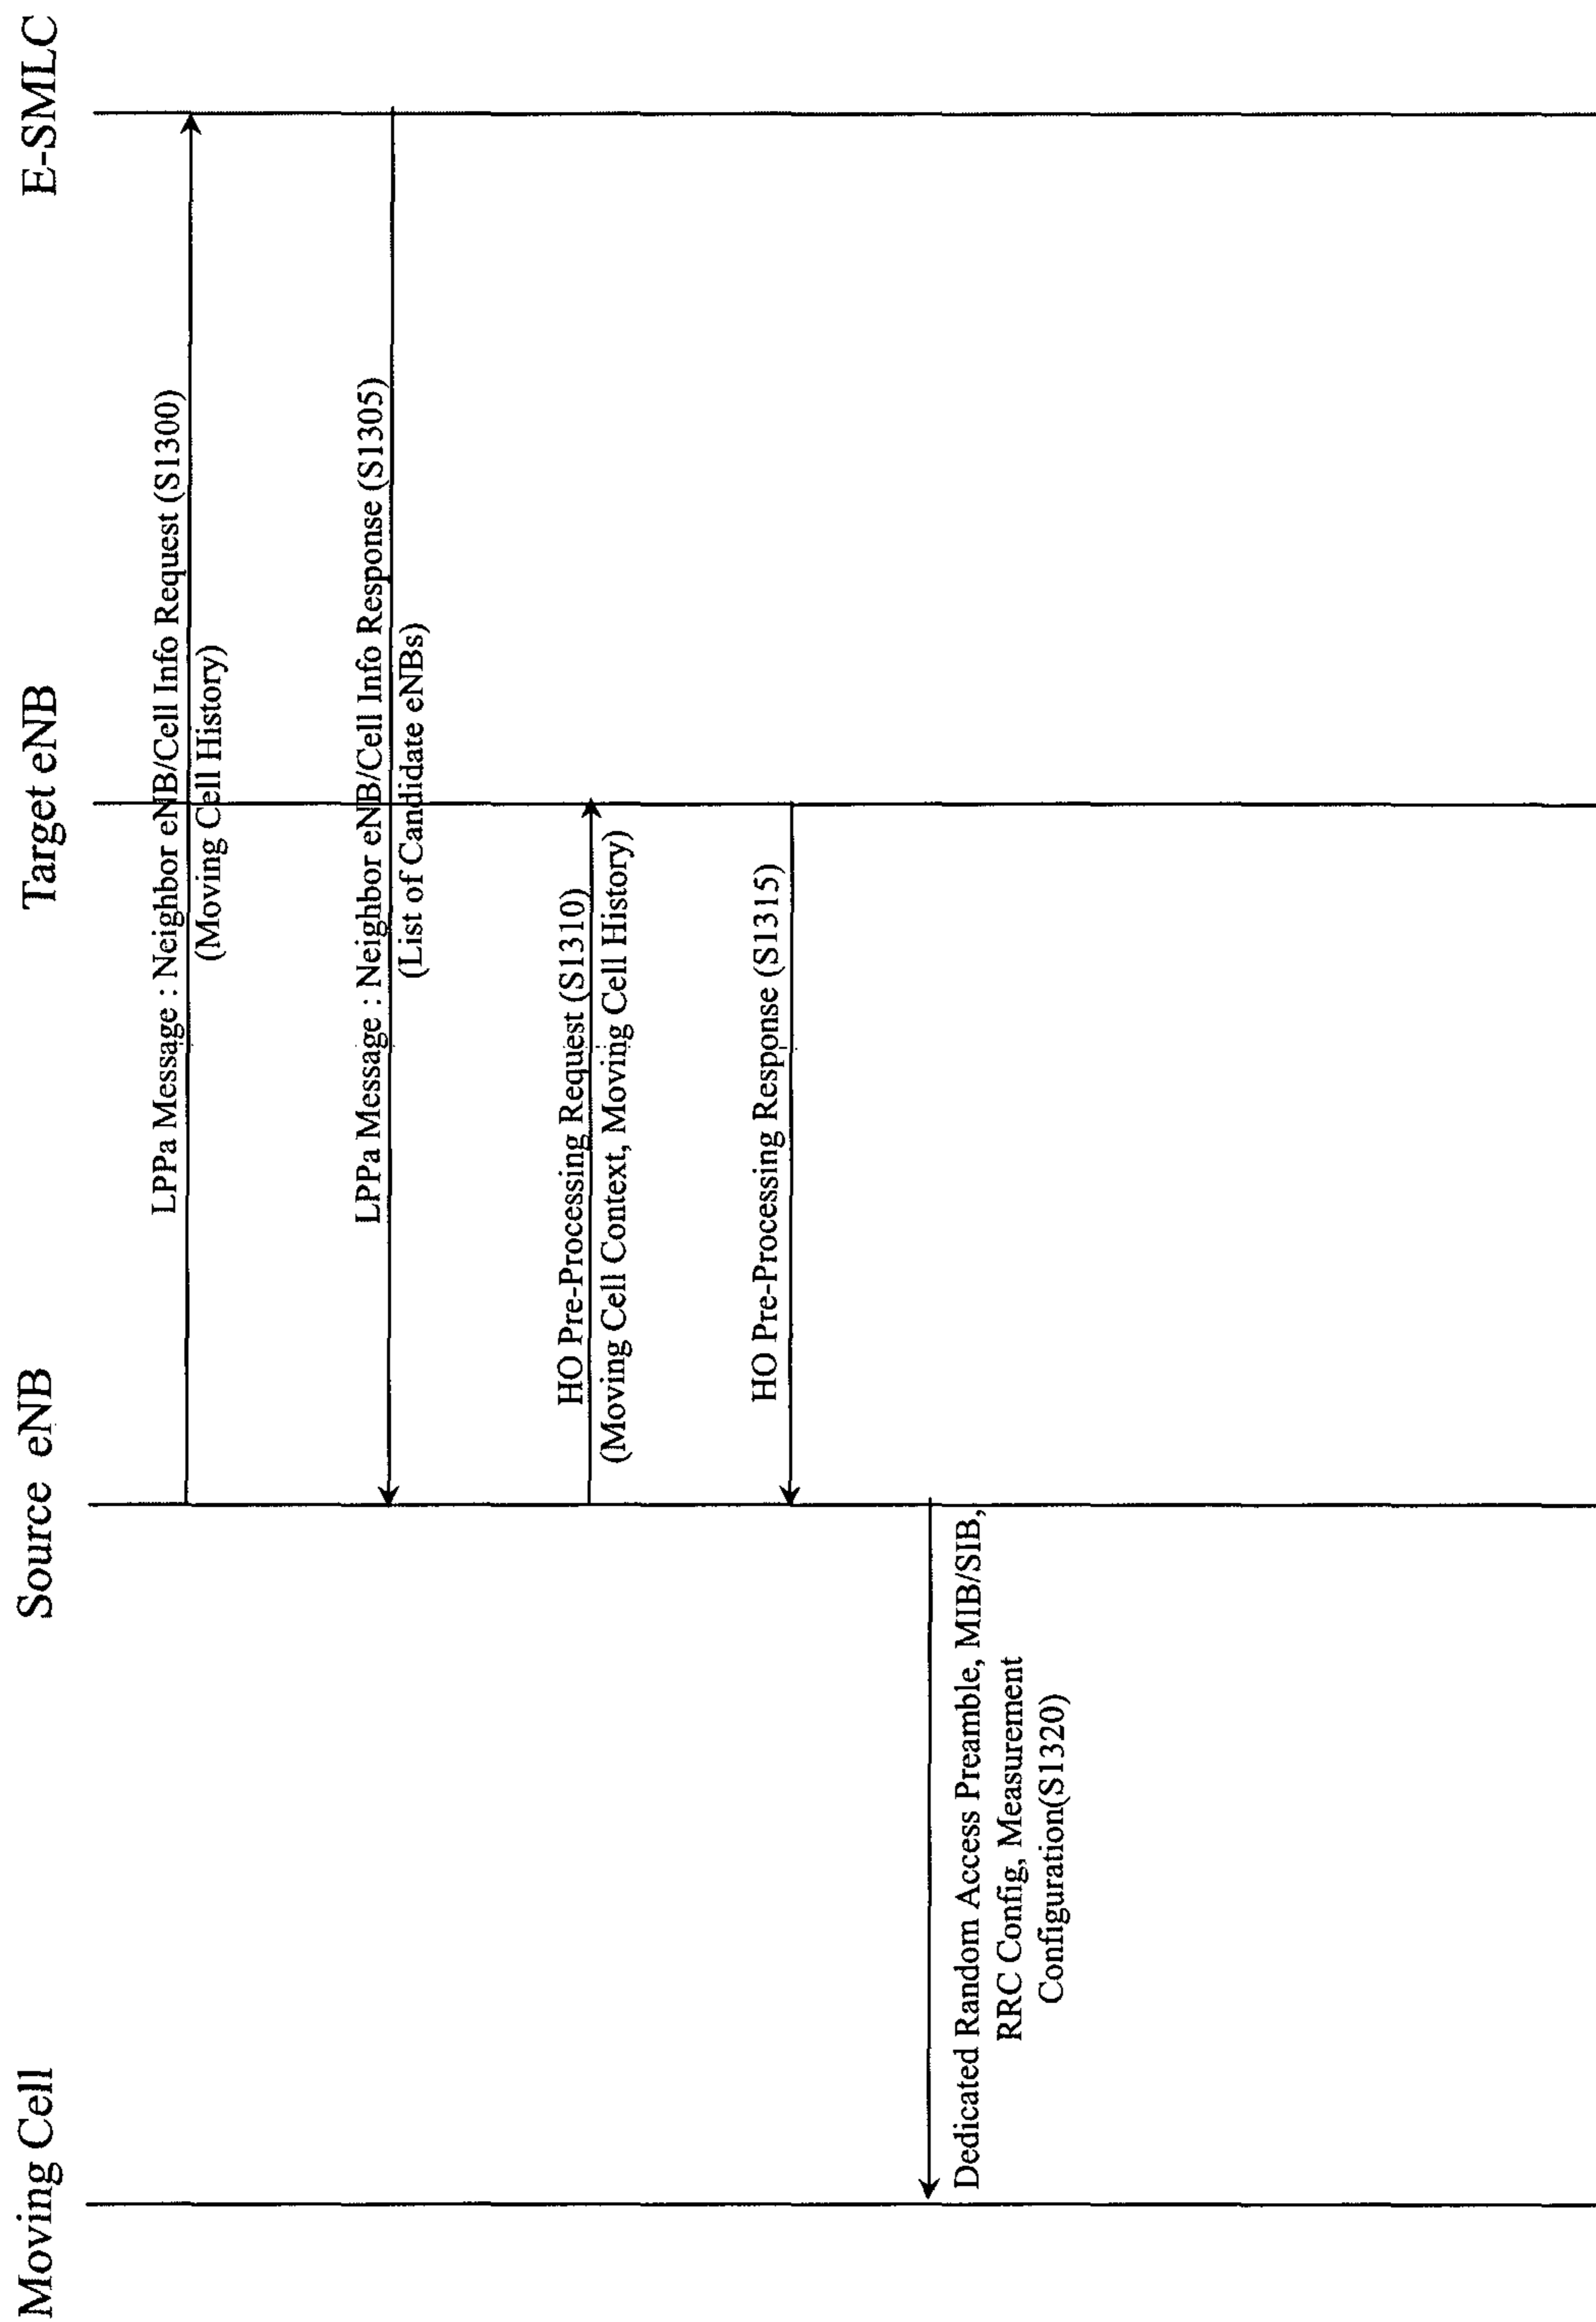 Moving Cell
Source eNB
Target eNB
E-SMLC
LPPa Message : Neighbor eNB/Cell Info Request (S1300)
(Moving Cell History)
LPPa Message : Neighbor eNB/Cell Info Response (S1305)
(List of Candidate eNBs)
HO Pre-Processing Request (S1310)
(Moving Cell Context, Moving Cell History)
HO Pre-Processing Response (S1315)
Dedicated Random Access Preamble, MIB/SIB,
RRC Config, Measurement
Configuration(S1320)